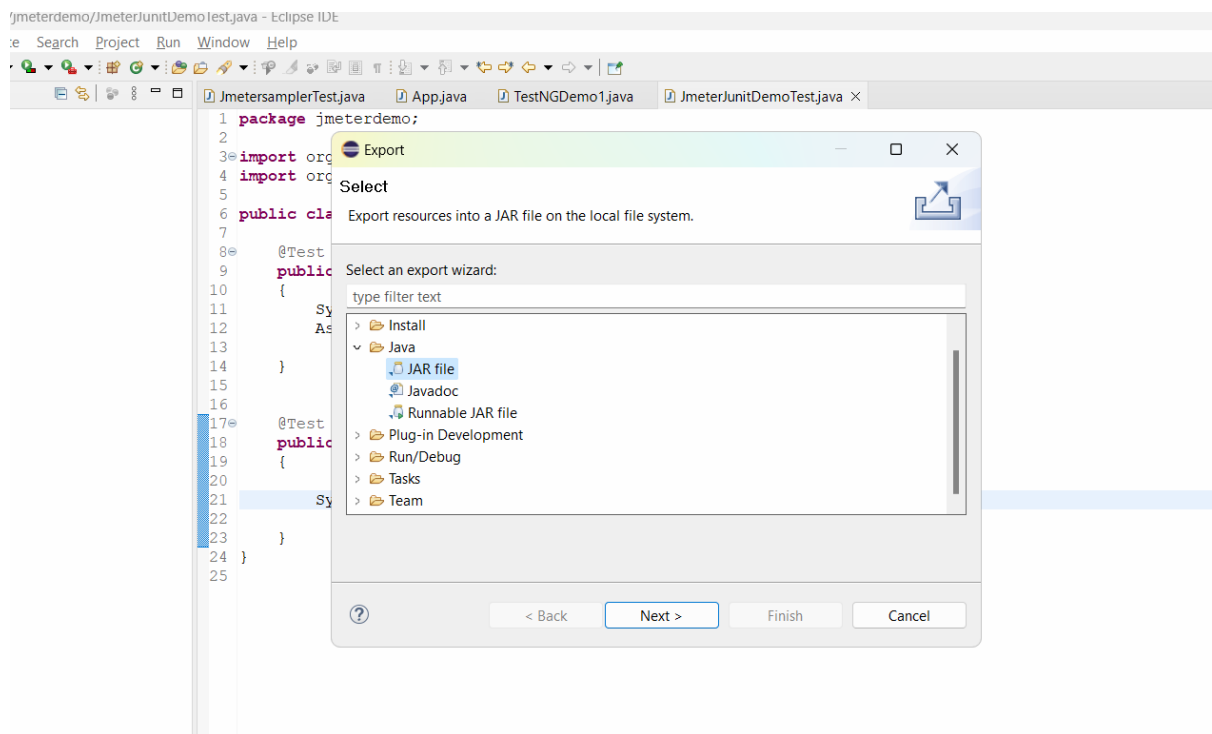 /jmeterdemo/JmeterJunitDemoTest.java - Eclipse IDE
Search Project Run Window Help
JmetersamplerTest.java App.java TestNGDemo1.java JmeterJunitDemoTest.java
1 package jmeterdemo;
2
3 import org
4 import org
5
6 public cla
7
8 @Test
9 public
10 {
11 Sy
12 As
13
14 }
15
16
17 @Test
18 public
19 {
20
21 Sy
22
23 }
24 }
25
Export
Select
Export resources into a JAR file on the local file system.
Select an export wizard:
type filter text
Install
Java
JAR file
Javadoc
Runnable JAR file
Plug-in Development
Run/Debug
Tasks
Team
< Back Next > Finish Cancel